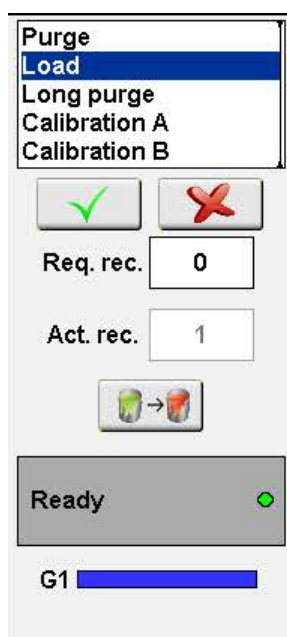 Purge
Load
Long purge
Calibration A
Calibration B
Req. rec. 0
Act. rec. 1
Ready
G1